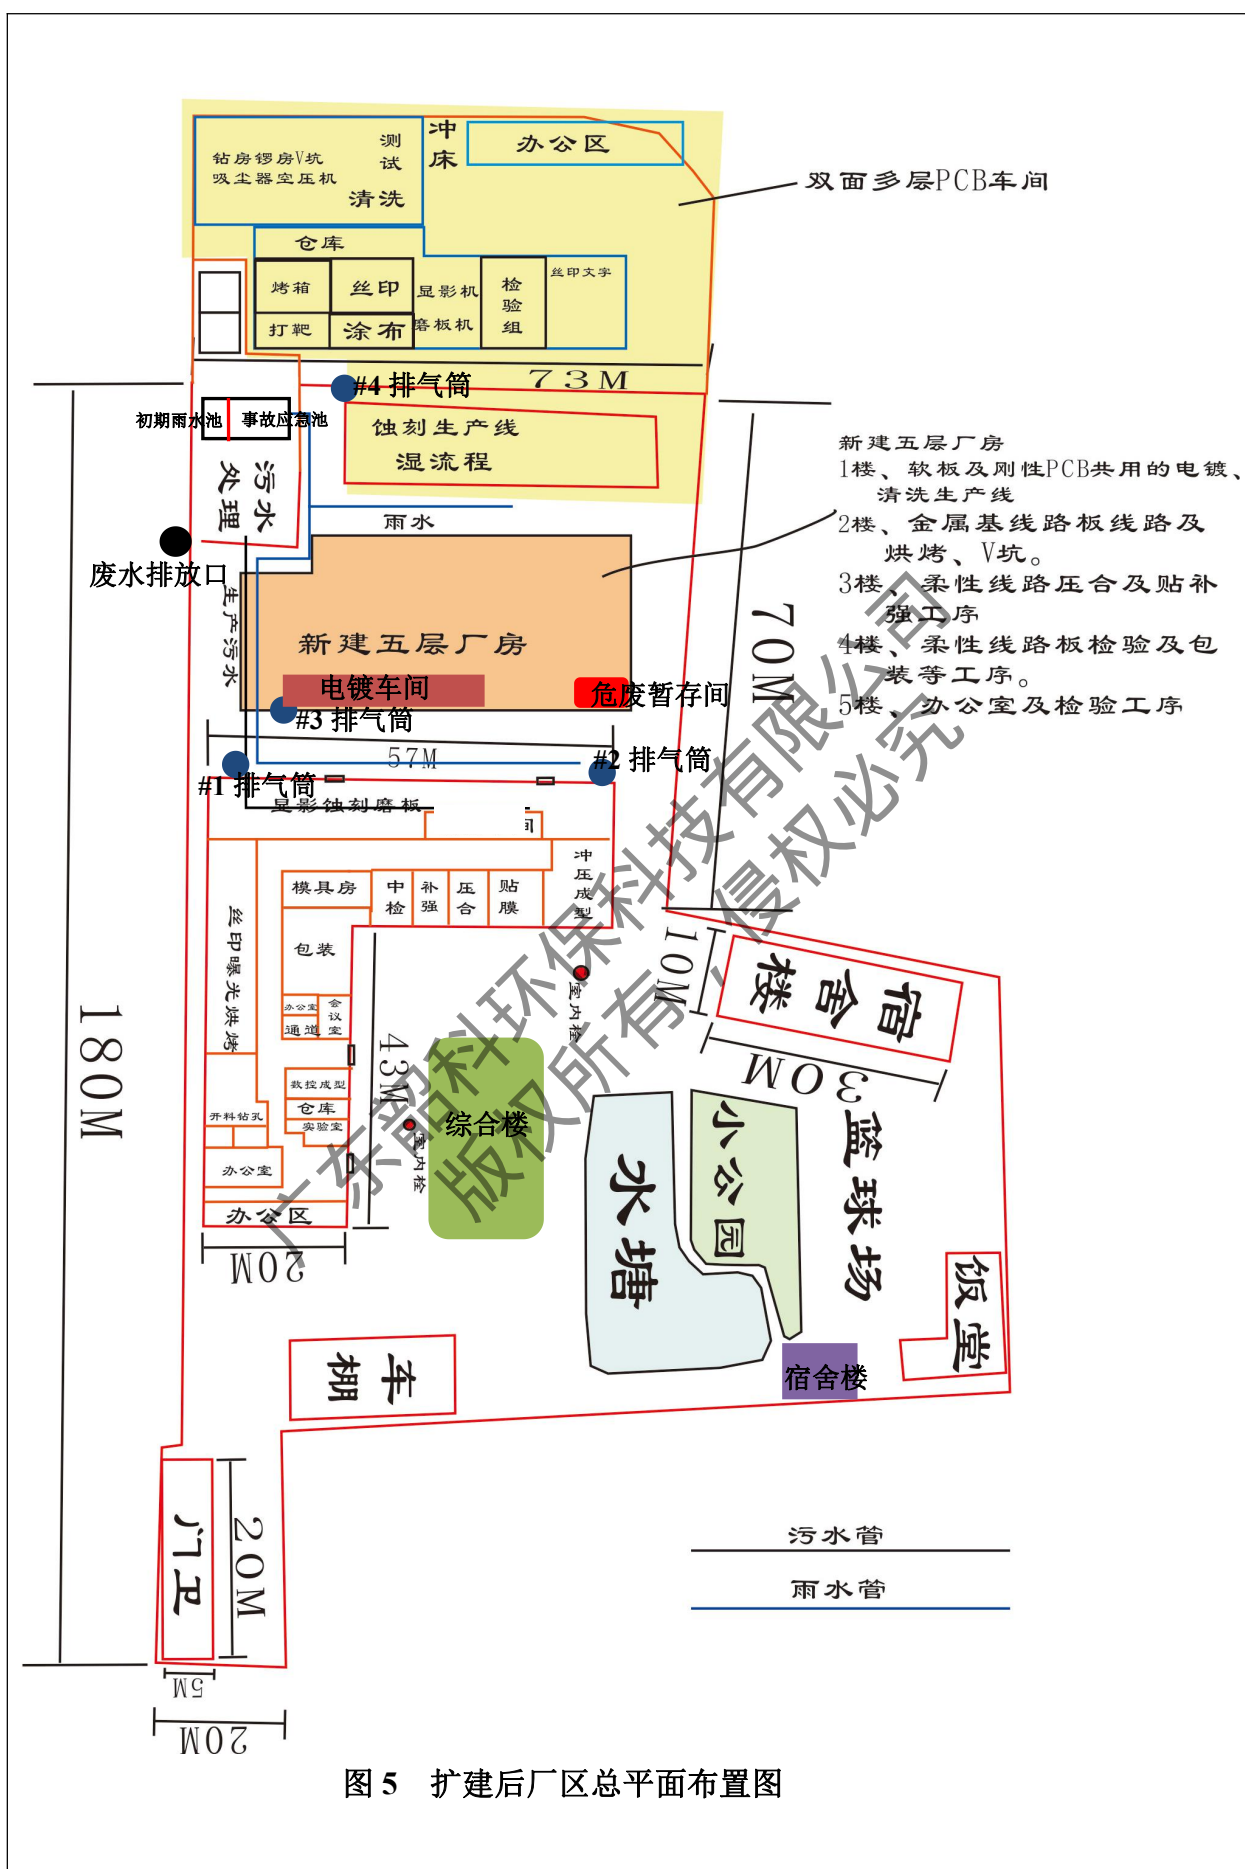 冲床
办公区
测试
钻房锣房V坑
吸尘器空压机
清洗
双面多层PCB车间
仓库
丝印文字
烤箱
丝印
显影机
检验组
打靶
涂布
磨板机
73M
#4 排气筒
初期雨水池
事故应急池
蚀刻生产线
湿流程
污水处理
雨水
废水排放口
新建五层厂房
1楼、软板及刚性PCB共用的电镀、
清洗生产线
2楼、金属基线路板线路及
烘烤、V坑。
3楼、柔性线路压合及贴补
强工序
4楼、柔性线路板检验及包
装等工序。
5楼、办公室及检验工序
生产污水
新建五层厂房
电镀车间
危废暂存间
#3 排气筒
70M
57M
#2 排气筒
#1 排气筒
显影蚀刻磨板
间
冲压成型
模具房
中检
补强
压合
贴膜
丝印曝光烘烤
包装
办公室
会议室
通道
室内栓
10M
宿舍楼
30M
180M
43M
数控成型
仓库
实验室
开料钻孔
办公室
办公区
室内栓
综合楼
20M
水塘
小公园
篮球场
饭堂
宿舍楼
车棚
门卫
20M
5M
20M
污水管
雨水管
广东韶科环保科技有限公司
版权所有，侵权必究
图 5 扩建后厂区总平面布置图